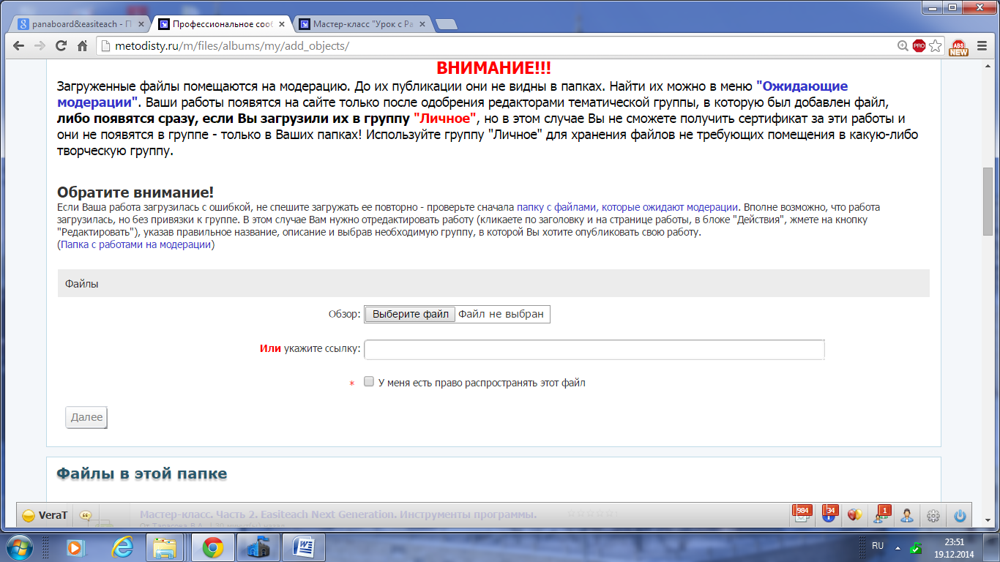 panaboard&easiteach - П
Профессиональное сооб
Мастер-класс "Урок с Pa
metodisty.ru/m/files/albums/my/add_objects/
PRO
ABS
NEW
ВНИМАНИЕ!!!
Загруженные файлы помещаются на модерацию. До их публикации они не видны в папках. Найти их можно в меню "Ожидающие
модерации". Ваши работы появятся на сайте только после одобрения редакторами тематической группы, в которую был добавлен файл,
либо появятся сразу, если Вы загрузили их в группу "Личное", но в этом случае Вы не сможете получить сертификат за эти работы и
они не появятся в группе - только в Ваших папках! Используйте группу "Личное" для хранения файлов не требующих помещения в какую-либо
творческую группу.
Обратите внимание!
Если Ваша работа загрузилась с ошибкой, не спешите загружать ее повторно - проверьте сначала папку с файлами, которые ожидают модерации. Вполне возможно, что работа
загрузилась, но без привязки к группе. В этом случае Вам нужно отредактировать работу (кликаете по заголовку и на странице работы, в блоке "Действия", жмете на кнопку
"Редактировать"), указав правильное название, описание и выбрав необходимую группу, в которой Вы хотите опубликовать свою работу.
(Папка с работами на модерации)
Файлы
Обзор: Выберите файл Файл не выбран
Или укажите ссылку:
* У меня есть право распространять этот файл
Далее
Файлы в этой папке
VeraT
Мастер-класс. Часть 2. Easiteach Next Generation. Инструменты программы.
984
34
1
RU
23:51
19.12.2014